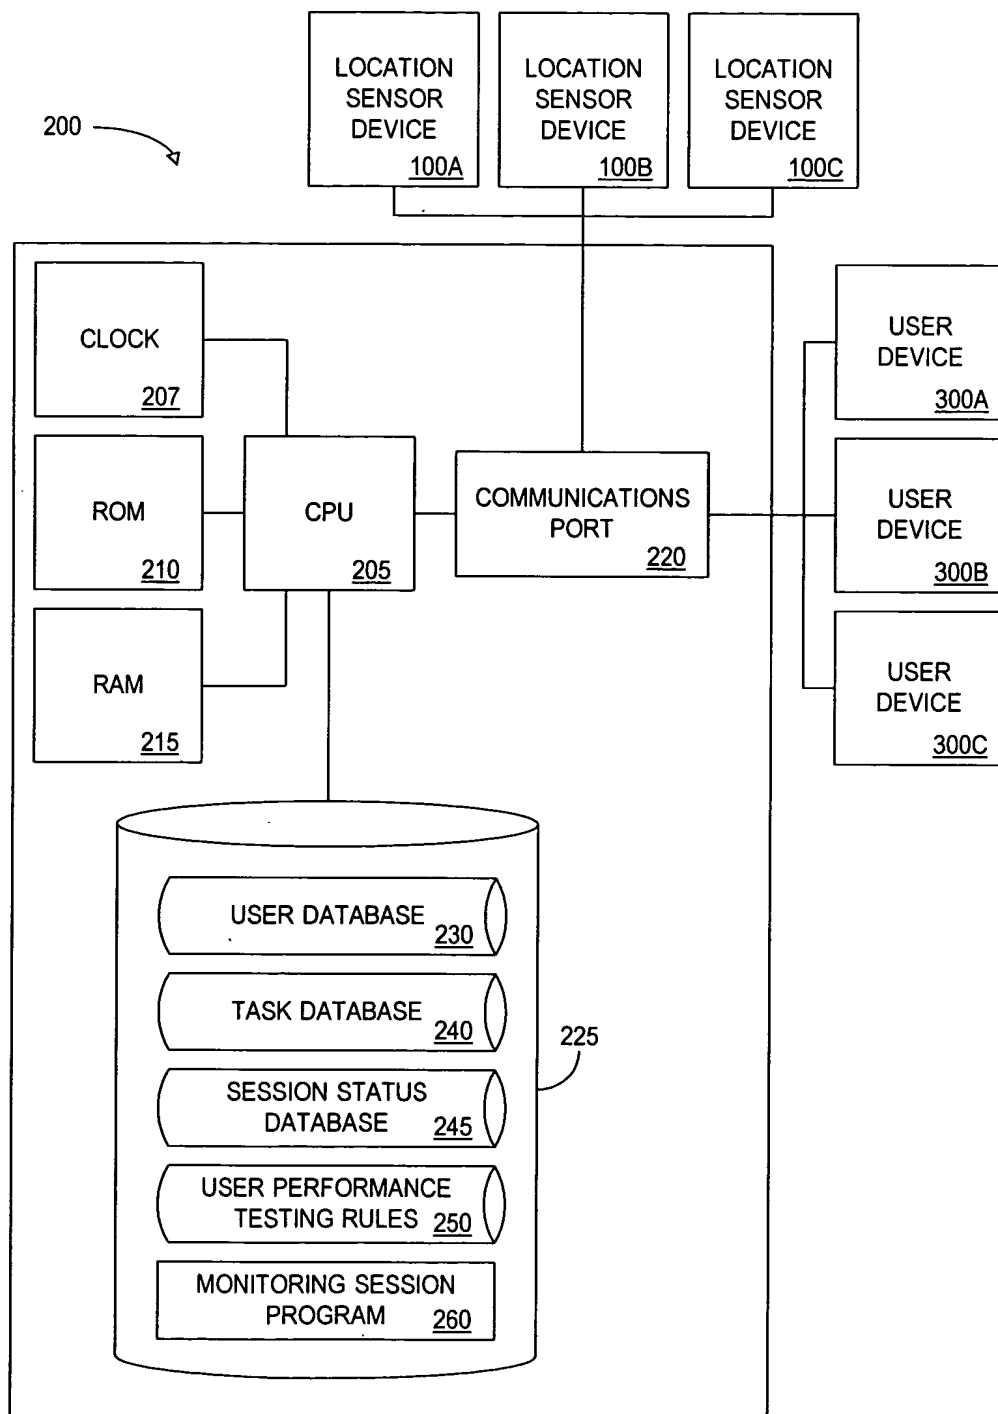 200
LOCATION
SENSOR
DEVICE
100A
LOCATION
SENSOR
DEVICE
100B
LOCATION
SENSOR
DEVICE
100C
CLOCK
207
ROM
210
RAM
215
CPU
205
COMMUNICATIONS
PORT
220
USER
DEVICE
300A
USER
DEVICE
300B
USER
DEVICE
300C
USER DATABASE
230
TASK DATABASE
240
SESSION STATUS
DATABASE
245
USER PERFORMANCE
TESTING RULES
250
MONITORING SESSION
PROGRAM
260
225